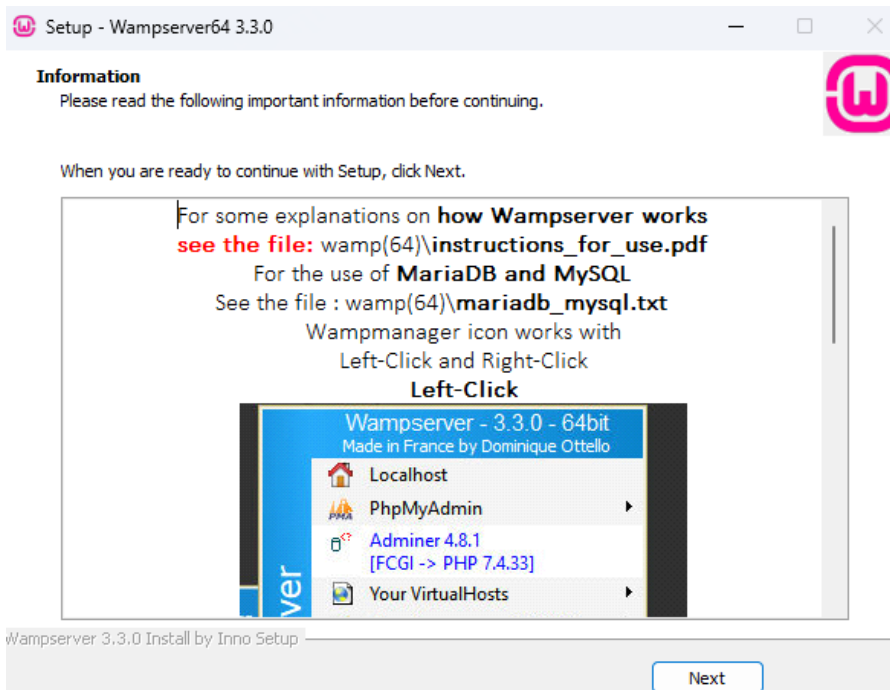 Setup - Wampserver64 3.3.0
Information
Please read the following important information before continuing.
When you are ready to continue with Setup, click Next.
For some explanations on how Wampserver works
see the file: wamp(64)\instructions_for_use.pdf
For the use of MariaDB and MySQL
See the file : wamp(64)\mariadb_mysql.txt
Wampmanager icon works with
Left-Click and Right-Click
Left-Click
Wampserver - 3.3.0 - 64bit
Made in France by Dominique Ottello
Localhost
PhpMyAdmin
Adminer 4.8.1
[FCGI -> PHP 7.4.33]
Your VirtualHosts
Wampserver 3.3.0 Install by Inno Setup
Next